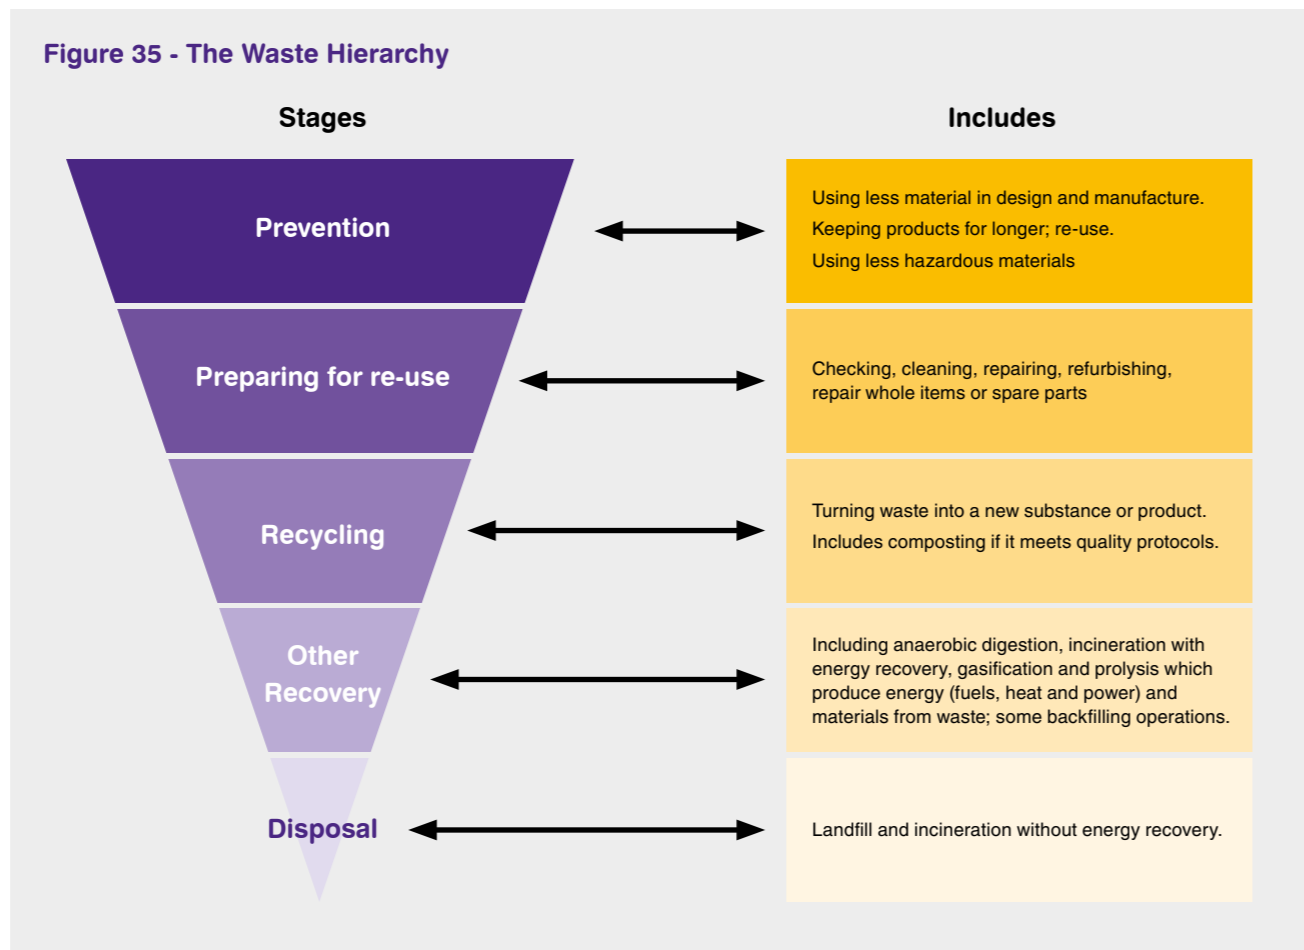 Figure 35 - The Waste Hierarchy
Stages
Includes
Prevention
Using less material in design and manufacture.
Keeping products for longer; re-use.
Using less hazardous materials
Preparing for re-use
Checking, cleaning, repairing, refurbishing,
repair whole items or spare parts
Recycling
Turning waste into a new substance or product.
Includes composting if it meets quality protocols.
Other
Recovery
Including anaerobic digestion, incineration with
energy recovery, gasification and prolysis which
produce energy (fuels, heat and power) and
materials from waste; some backfilling operations.
Disposal
Landfill and incineration without energy recovery.